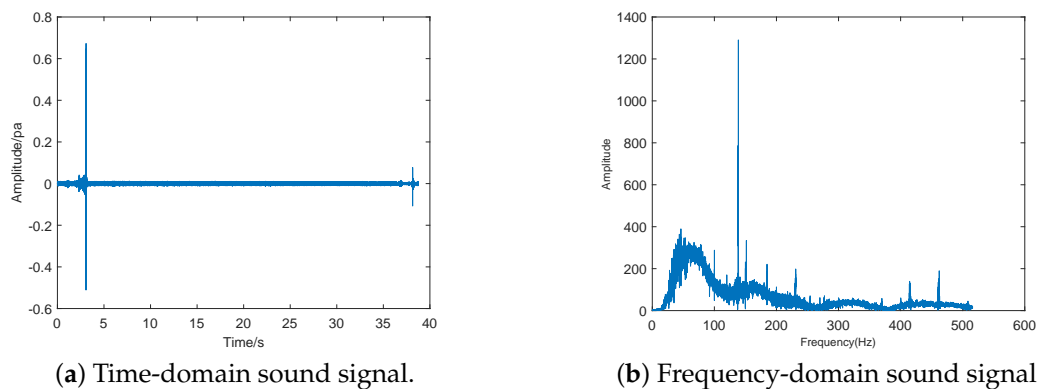 0.8
0.6
0.4
0.2
0
-0.2
-0.4
-0.6
Amplitude/pa
0 5 10 15 20 25 30 35 40
Time/s
(a) Time-domain sound signal.
1400
1200
1000
800
600
400
200
0
Amplitude
0 100 200 300 400 500 600
Frequency(Hz)
(b) Frequency-domain sound signal